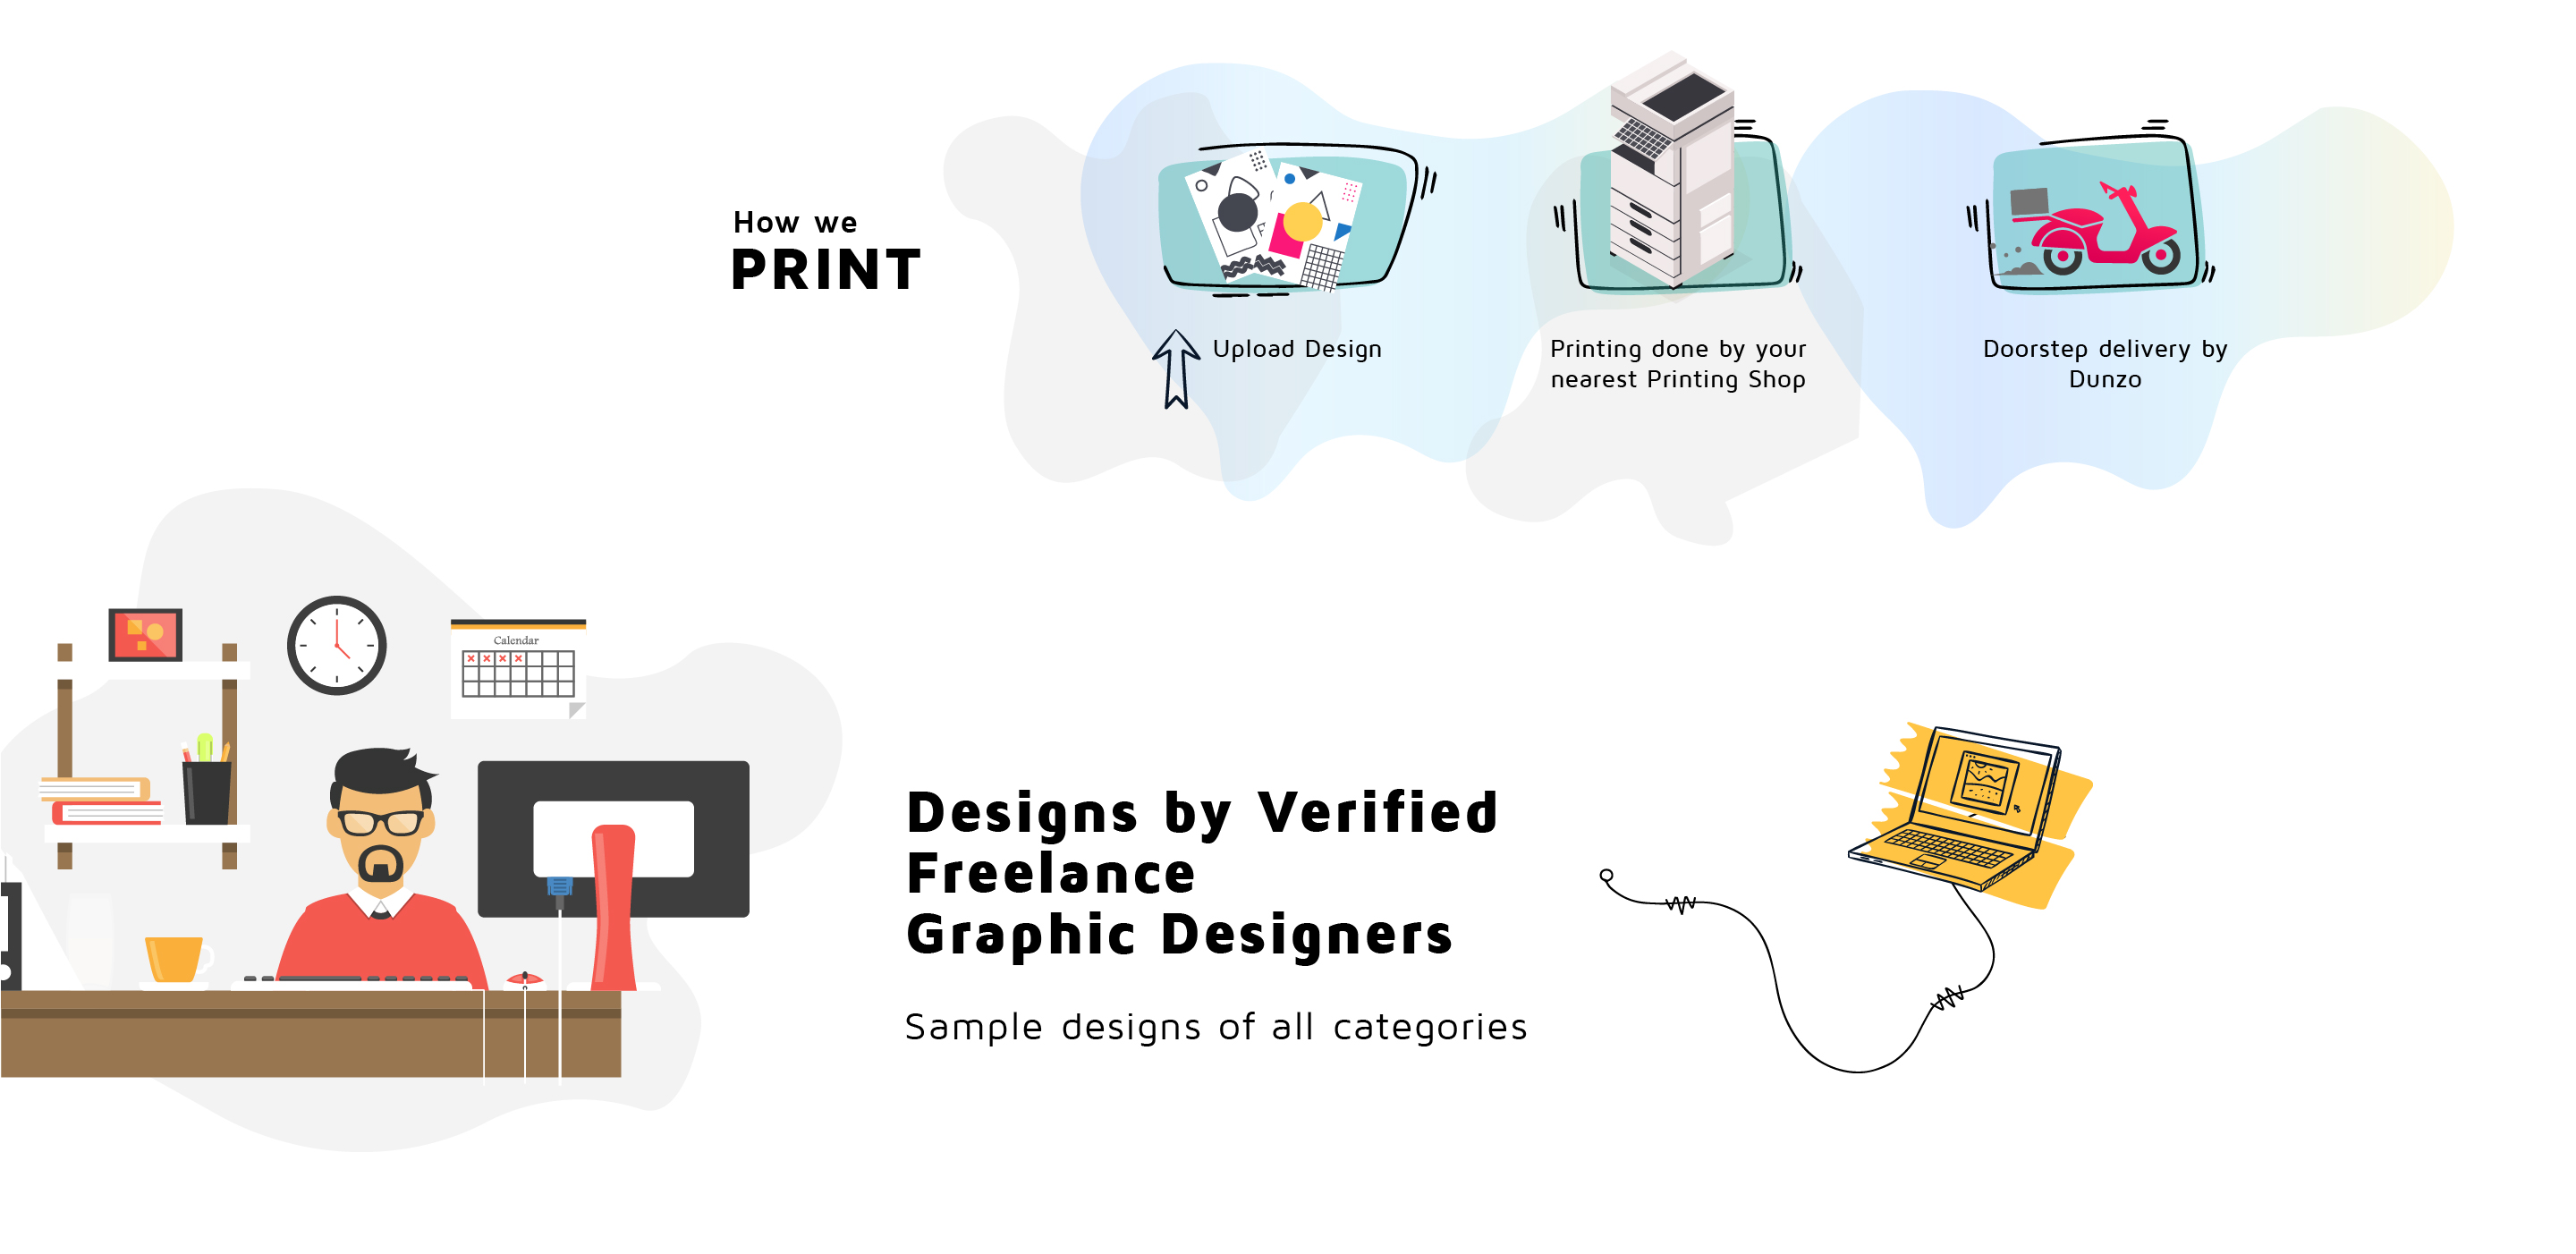 How we
PRINT
Upload Design
Printing done by your
nearest Printing Shop
Doorstep delivery by
Dunzo
Calendar
Designs by Verified
Freelance
Graphic Designers
Sample designs of all categories